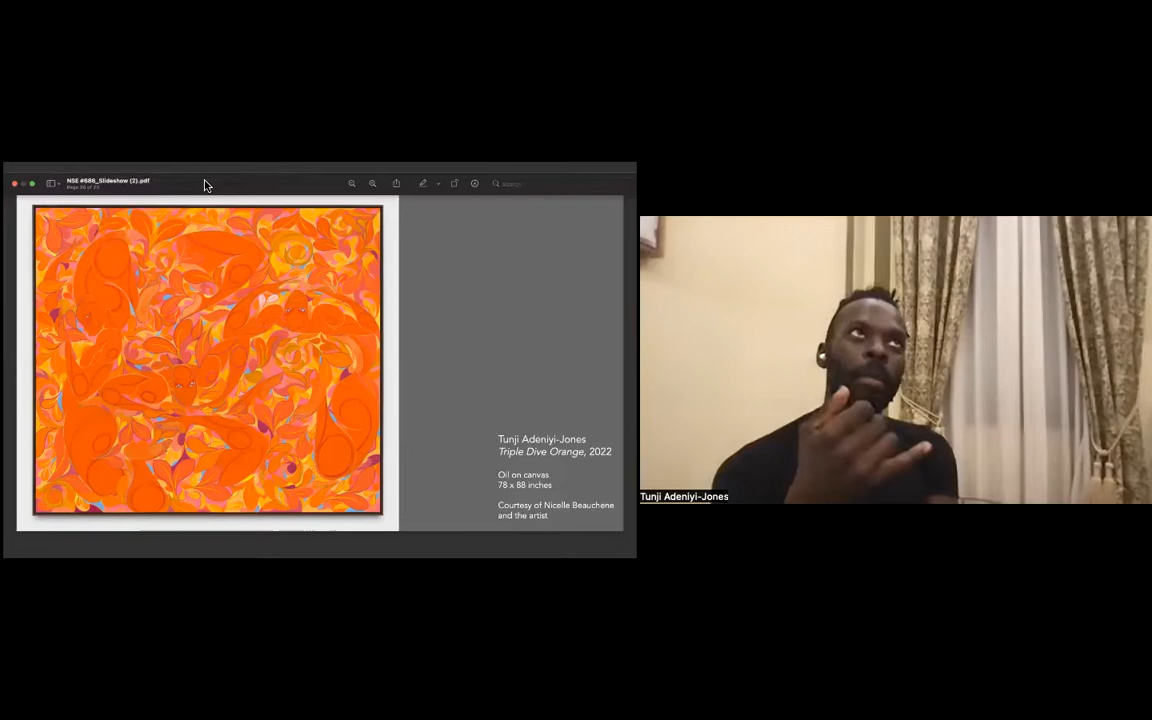 NSE #686_Slideshow (2).pdf
Tunji Adeniyi-Jones
Triple Dive Orange, 2022
Oil on canvas
78 x 88 inches
Courtesy of Nicelle Beauchene
and the artist
Tunji Adeniyi-Jones